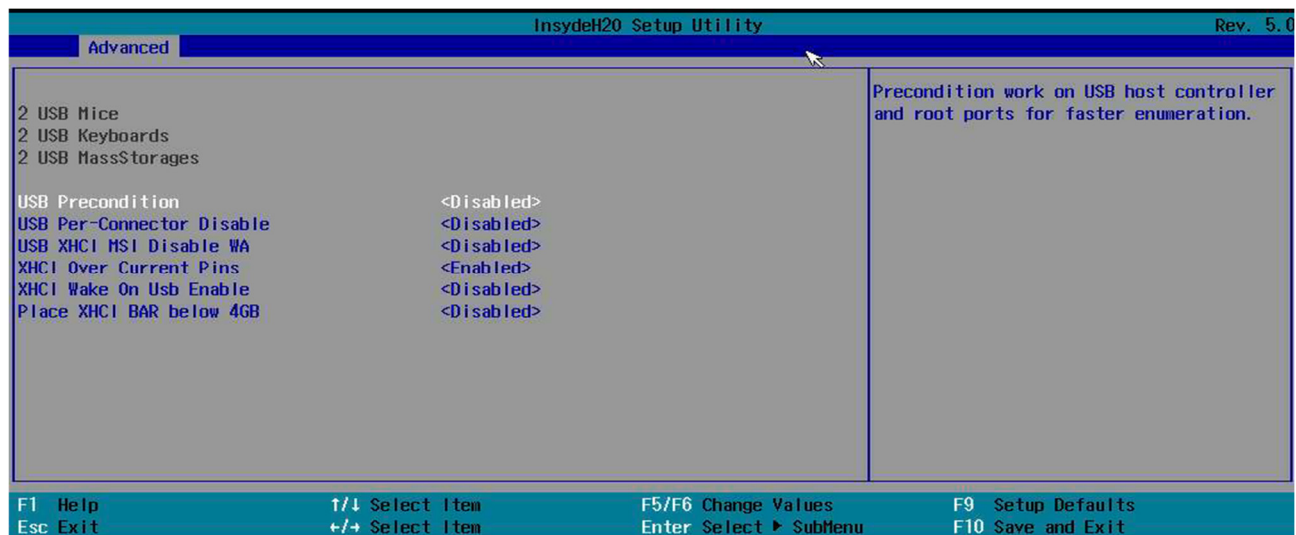 InsydeH2O Setup Utility Rev. 5.0
Advanced
2 USB Mice
2 USB Keyboards
2 USB MassStorages
USB Precondition <Disabled>
USB Per-Connector Disable <Disabled>
USB XHCI MSI Disable WA <Disabled>
XHCI Over Current Pins <Enabled>
XHCI Wake On Usb Enable <Disabled>
Place XHCI BAR below 4GB <Disabled>
Precondition work on USB host controller
and root ports for faster enumeration.
F1 Help ↑/↓ Select Item F5/F6 Change Values F9 Setup Defaults
Esc Exit ←/→ Select Item Enter Select ▶ SubMenu F10 Save and Exit